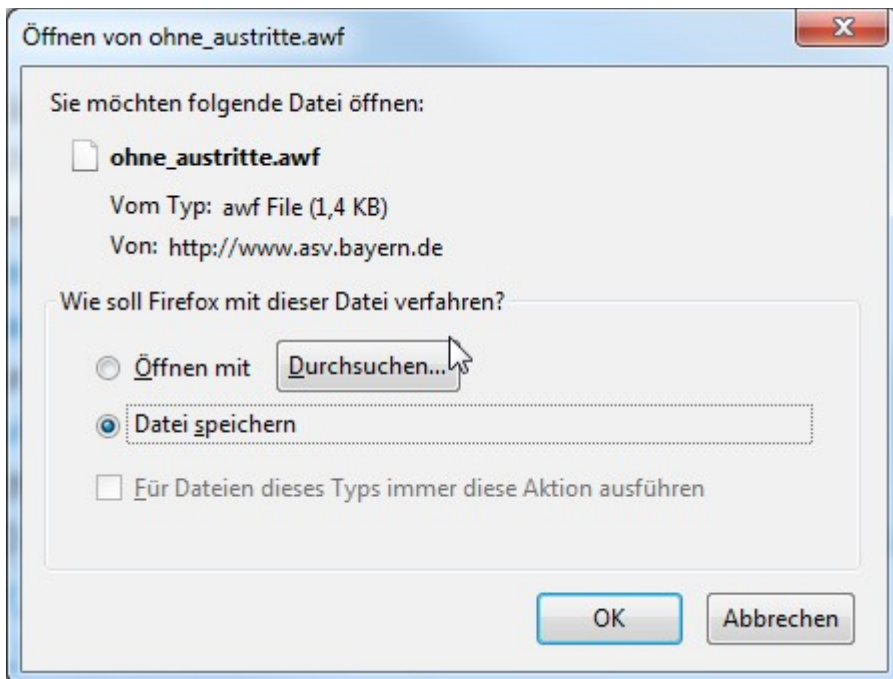 Öffnen von ohne_austritte.awf
Sie möchten folgende Datei öffnen:
ohne_austritte.awf
Vom Typ: awf File (1,4 KB)
Von: http://www.asv.bayern.de
Wie soll Firefox mit dieser Datei verfahren?
Öffnen mit Durchsuchen...
Datei speichern
Für Dateien dieses Typs immer diese Aktion ausführen
OK Abbrechen